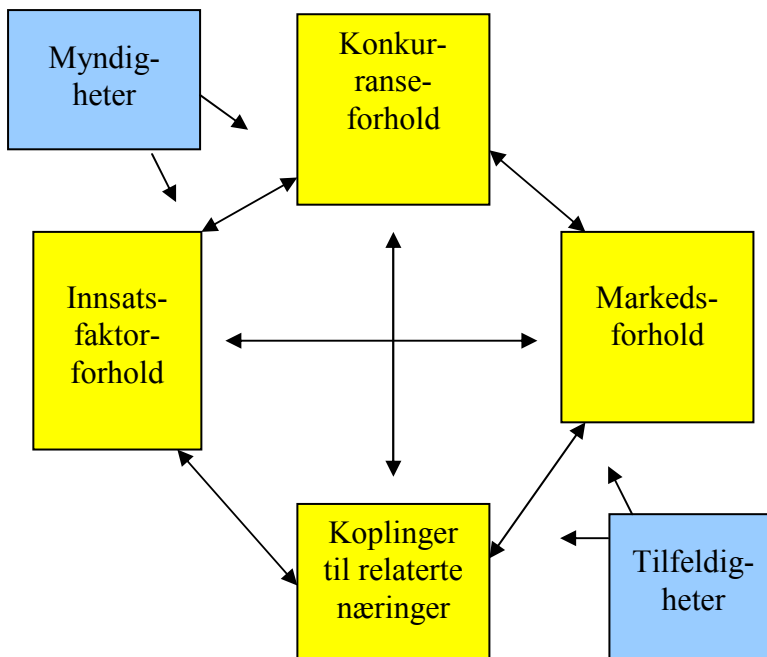 Myndig-
heter
Konkur-
ranse-
forhold
Innsats-
faktor-
forhold
Markeds-
forhold
Koplinger
til relaterte
næringer
Tilfeldig-
heter